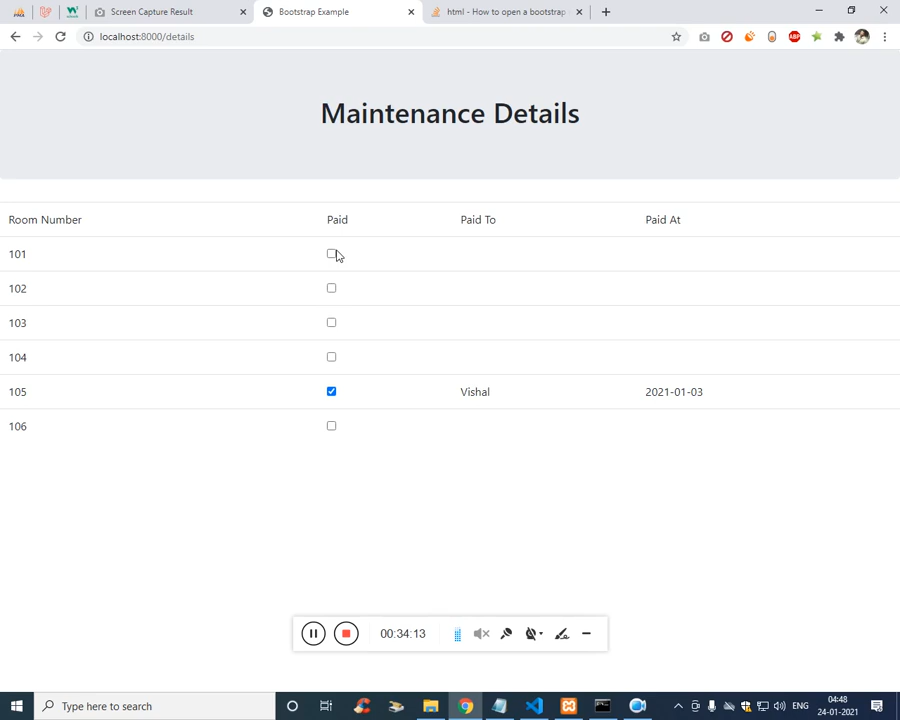 Screen Capture Result
Bootstrap Example
html - How to open a bootstrap
localhost:8000/details
ABP
Maintenance Details
Room Number Paid Paid To Paid At
101
102
103
104
105 Vishal 2021-01-03
106
00:34:13
Type here to search
ENG
04:48
24-01-2021